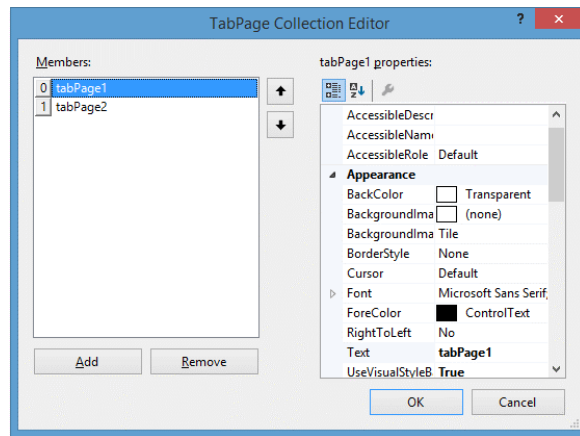 TabPage Collection Editor
?
x
Members:
tabPage1 properties:
0 tabPage1
1 tabPage2
AccessibleDescr
AccessibleName
AccessibleRole Default
Appearance
BackColor Transparent
BackgroundIma (none)
BackgroundIma Tile
BorderStyle None
Cursor Default
Font Microsoft Sans Serif,
ForeColor ControlText
RightToLeft No
Text tabPage1
UseVisualStyleB True
Add
Remove
OK
Cancel